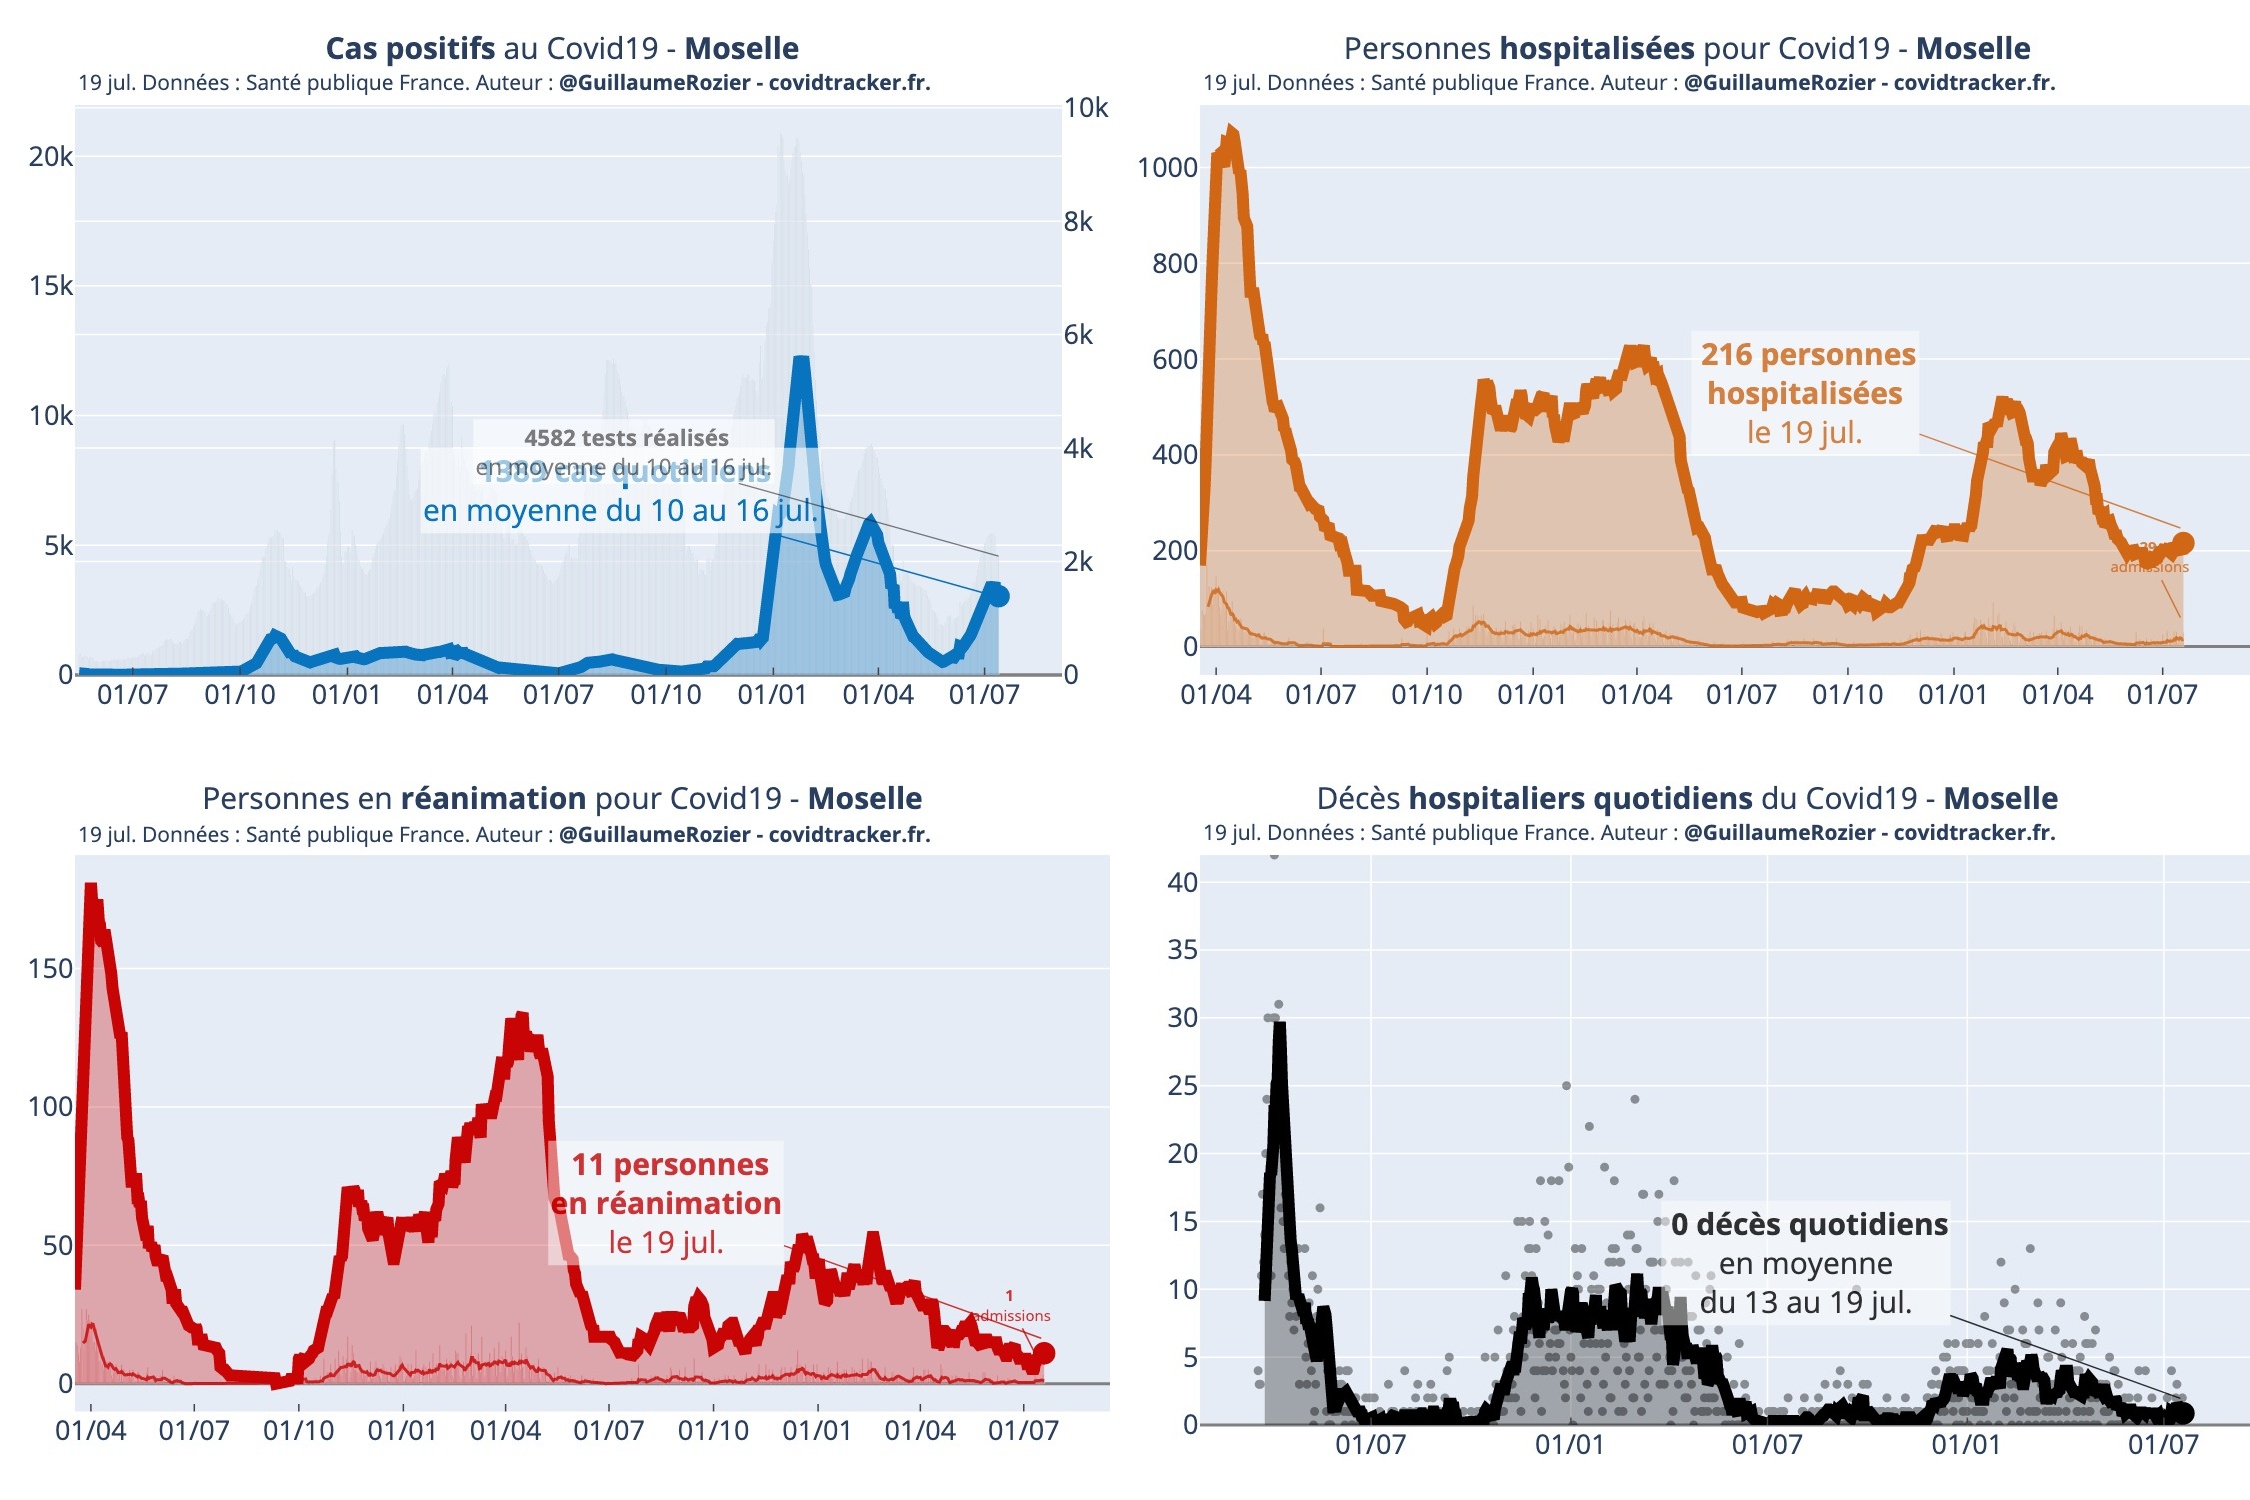 Cas positifs au Covid19 - Moselle
19 jul. Données : Santé publique France. Auteur : @GuillaumeRozier - covidtracker.fr.
20k
15k
10k
5k
0
10k
8k
6k
4k
2k
0
4582 tests réalisés
en moyenne du 10 au 16 jul.
1389 cas quotidiens
en moyenne du 10 au 16 jul.
01/07 01/10 01/01 01/04 01/07 01/10 01/01 01/04 01/07
Personnes hospitalisées pour Covid19 - Moselle
19 jul. Données : Santé publique France. Auteur : @GuillaumeRozier - covidtracker.fr.
1000
800
600
400
200
0
216 personnes
hospitalisées
le 19 jul.
admissions
01/04 01/07 01/10 01/01 01/04 01/07 01/10 01/01 01/04 01/07
Personnes en réanimation pour Covid19 - Moselle
19 jul. Données : Santé publique France. Auteur : @GuillaumeRozier - covidtracker.fr.
150
100
50
0
11 personnes
en réanimation
le 19 jul.
1
admissions
01/04 01/07 01/10 01/01 01/04 01/07 01/10 01/01 01/04 01/07
Décès hospitaliers quotidiens du Covid19 - Moselle
19 jul. Données : Santé publique France. Auteur : @GuillaumeRozier - covidtracker.fr.
40
35
30
25
20
15
10
5
0
0 décès quotidiens
en moyenne
du 13 au 19 jul.
01/07 01/01 01/07 01/01 01/07